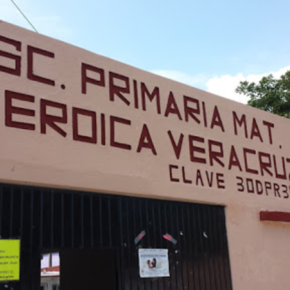 SC. PRIMARIA MAT.
EROICA VERACRUZ
CLAVE 30DPR3